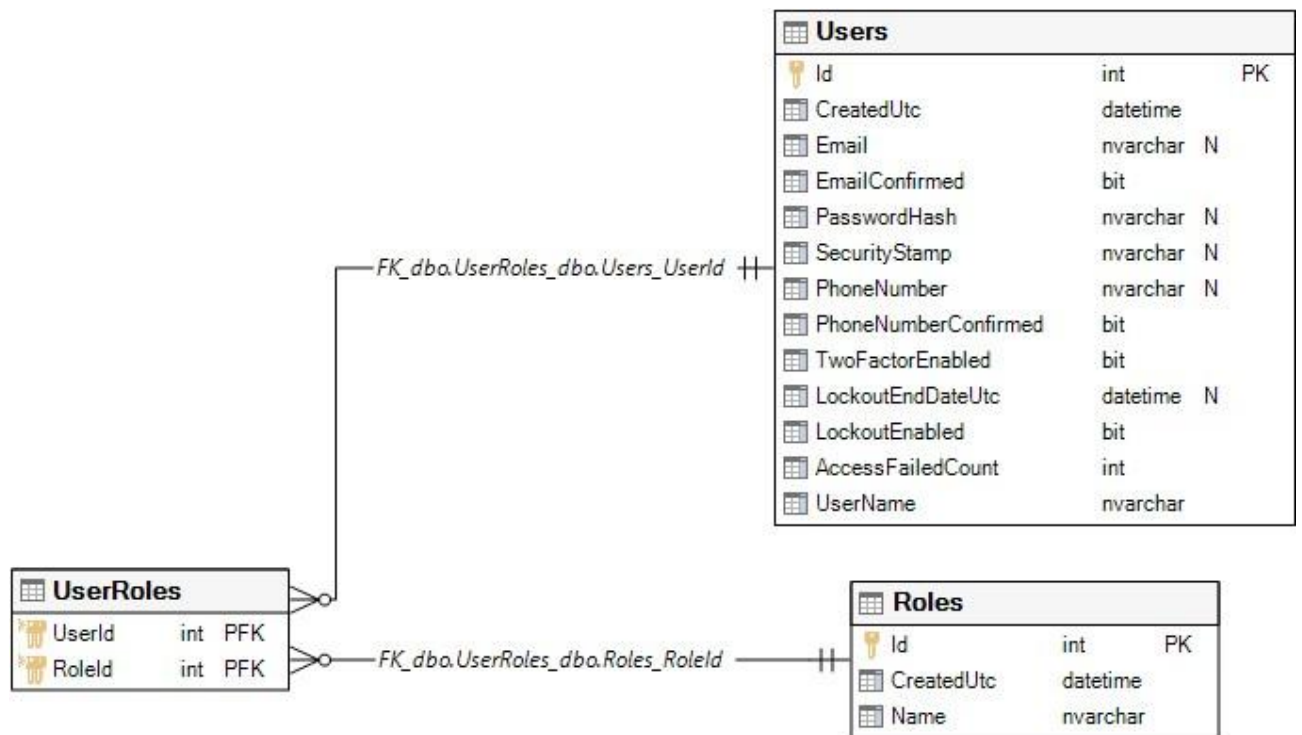 Users
Id int PK
CreatedUtc datetime
Email nvarchar N
EmailConfirmed bit
PasswordHash nvarchar N
SecurityStamp nvarchar N
PhoneNumber nvarchar N
PhoneNumberConfirmed bit
TwoFactorEnabled bit
LockoutEndDateUtc datetime N
LockoutEnabled bit
AccessFailedCount int
UserName nvarchar
FK_dbo.UserRoles_dbo.Users_UserId
UserRoles
UserId int PFK
RoleId int PFK
FK_dbo.UserRoles_dbo.Roles_RoleId
Roles
Id int PK
CreatedUtc datetime
Name nvarchar